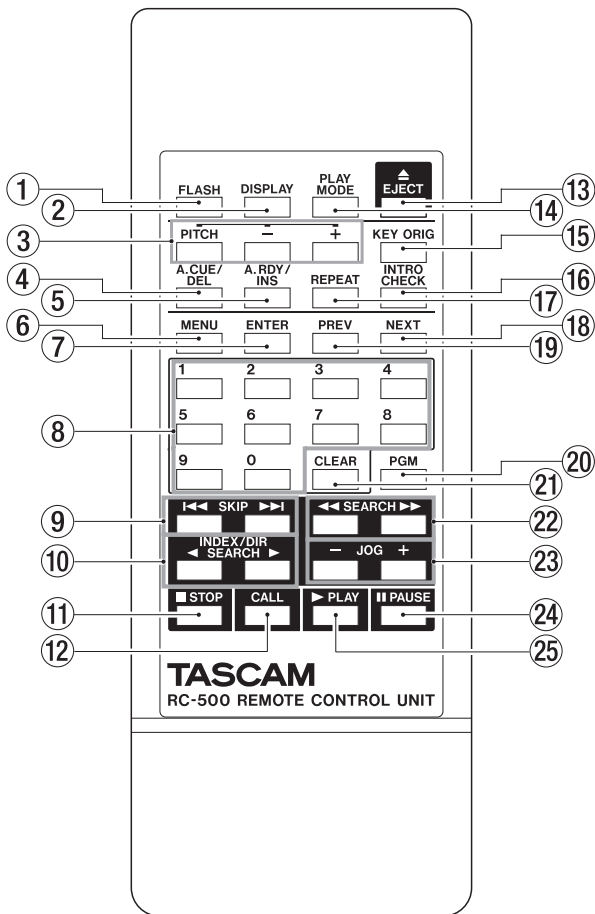 ① FLASH DISPLAY PLAY MODE ⏏ EJECT ⑬
② ⑭
③ PITCH − + KEY ORIG ⑮
④ A.CUE/DEL A.RDY/INS REPEAT INTRO CHECK ⑯
⑤ ⑰
⑥ MENU ENTER PREV NEXT ⑱
⑦ ⑲
1 2 3 4
⑧ 5 6 7 8
9 0 CLEAR PGM ⑳
㉑
⑨ ⏮ SKIP ⏭ ◀◀ SEARCH ▶▶ ㉒
⑩ INDEX/DIR
◀ SEARCH ▶ − JOG + ㉓
⑪ ■ STOP CALL ▶ PLAY ⏸ PAUSE ㉔
⑫ ㉕
TASCAM
RC-500 REMOTE CONTROL UNIT